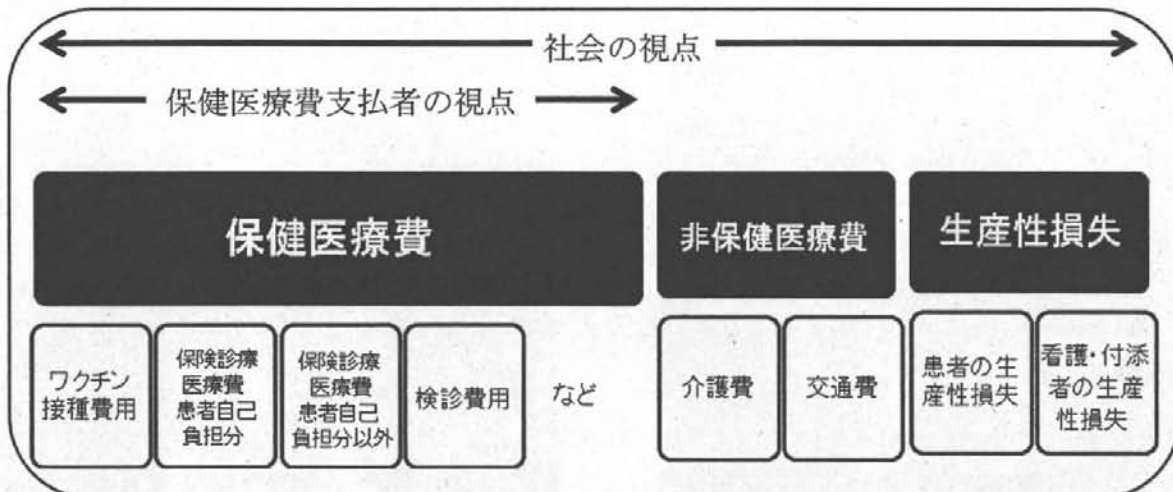 社会の視点
保健医療費支払者の視点
保健医療費
非保健医療費
生産性損失
ワクチン
接種費用
保険診療
医療費
患者自己
負担分
保険診療
医療費
患者自己
負担分以外
検診費用
など
介護費
交通費
患者の生
産性損失
看護・付添
者の生産
性損失